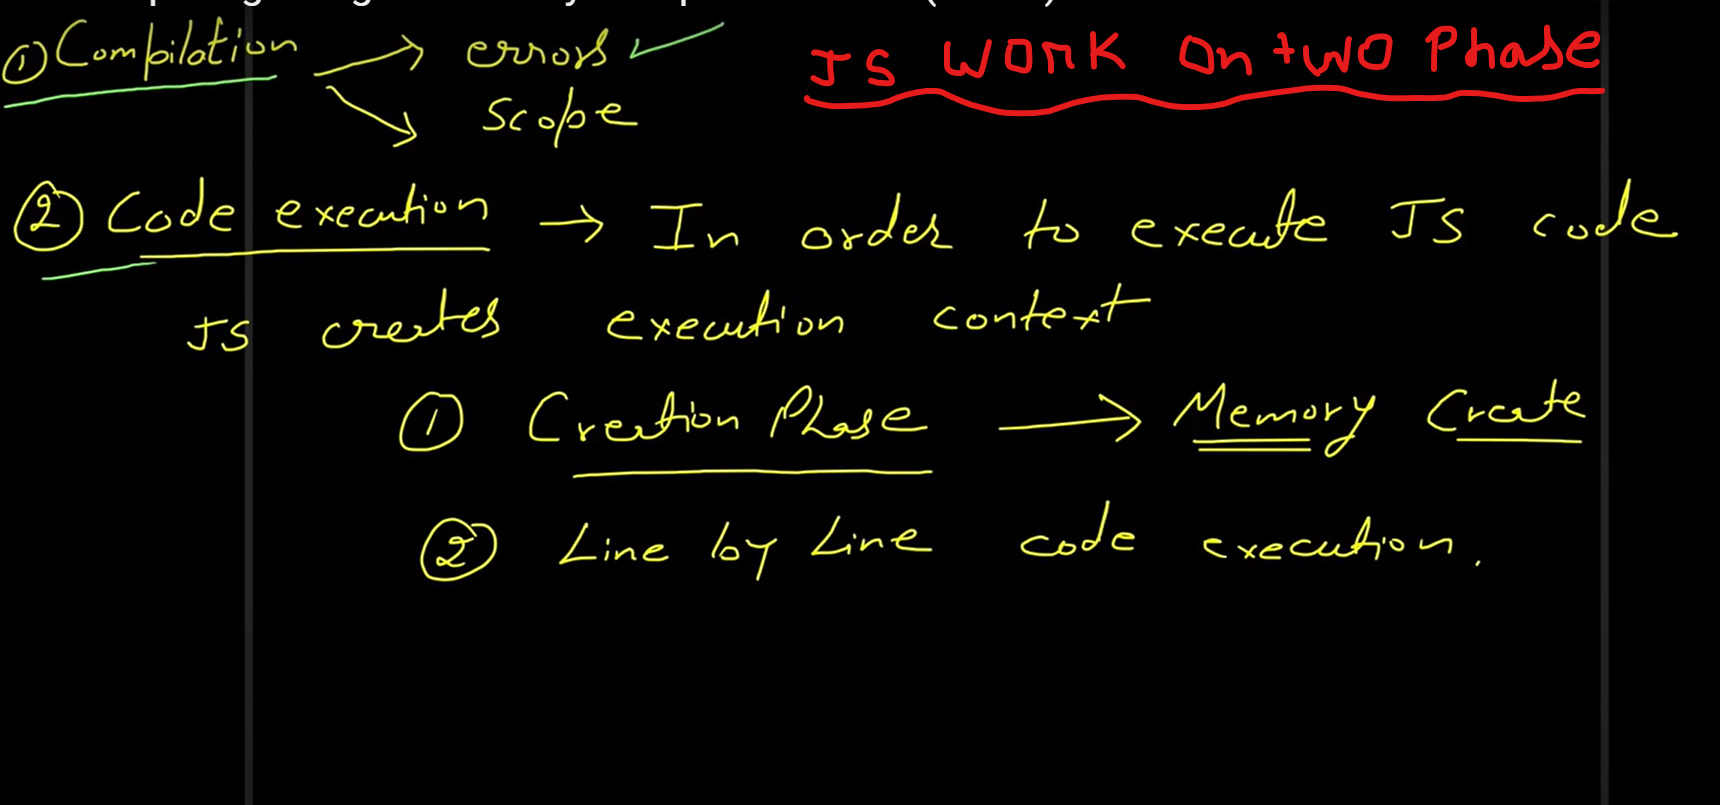 ① Compilation → errors ✓
→ Scope
JS WORK On two Phase
② Code execution → In order to execute JS code
JS creates execution context
① Creation Phase → Memory Create
② Line by Line code execution.